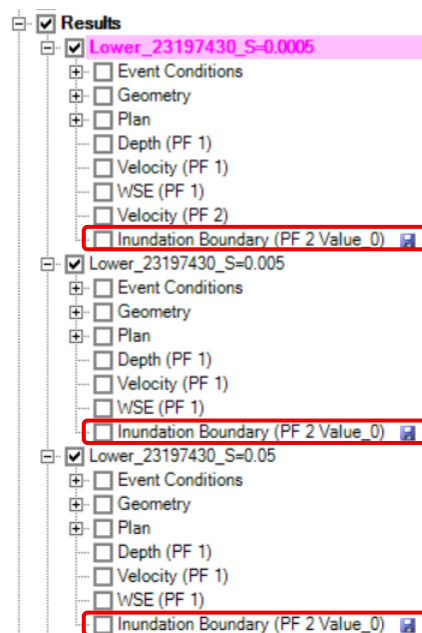 Results
Lower_23197430_S=0.0005
Event Conditions
Geometry
Plan
Depth (PF 1)
Velocity (PF 1)
WSE (PF 1)
Velocity (PF 2)
Inundation Boundary (PF 2 Value_0)
Lower_23197430_S=0.005
Event Conditions
Geometry
Plan
Depth (PF 1)
Velocity (PF 1)
WSE (PF 1)
Inundation Boundary (PF 2 Value_0)
Lower_23197430_S=0.05
Event Conditions
Geometry
Plan
Depth (PF 1)
Velocity (PF 1)
WSE (PF 1)
Inundation Boundary (PF 2 Value_0)